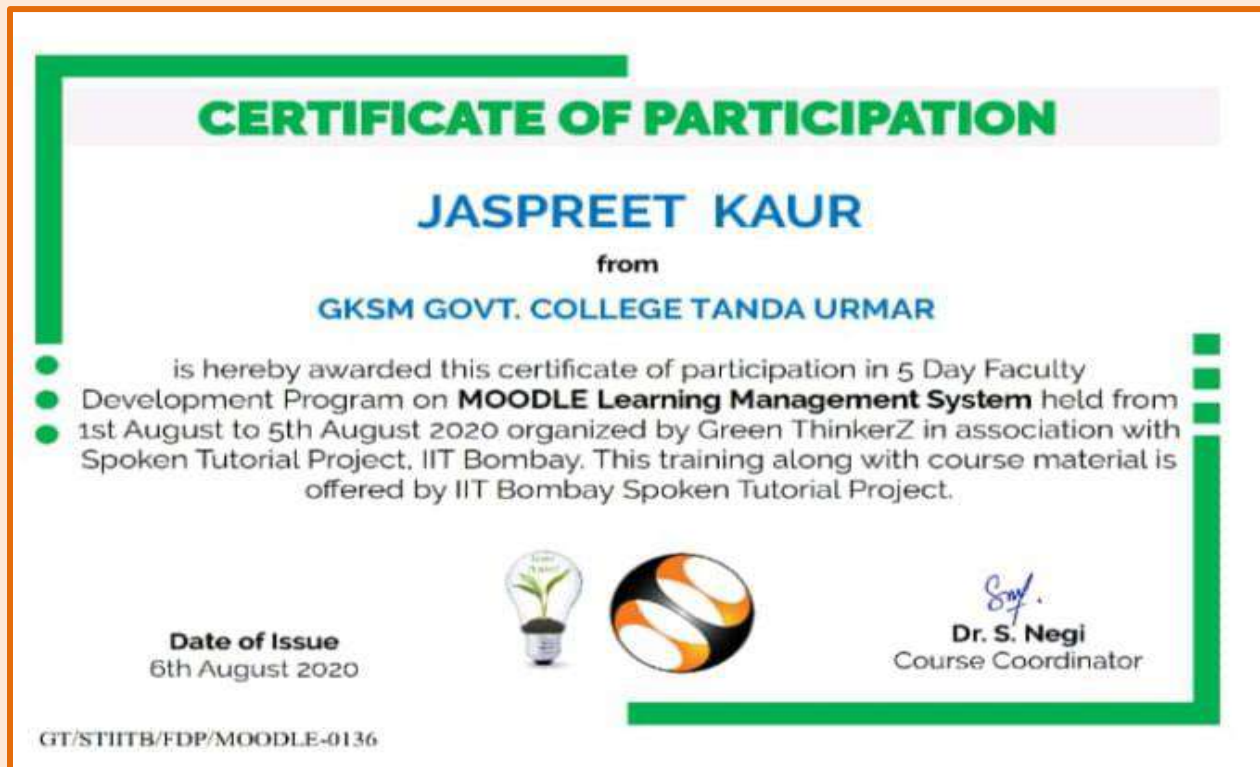 CERTIFICATE OF PARTICIPATION
JASPREET KAUR
from
GKSM GOVT. COLLEGE TANDA URMAR
is hereby awarded this certificate of participation in 5 Day Faculty
Development Program on MOODLE Learning Management System held from
1st August to 5th August 2020 organized by Green ThinkerZ in association with
Spoken Tutorial Project, IIT Bombay. This training along with course material is
offered by IIT Bombay Spoken Tutorial Project.
Date of Issue
6th August 2020
Dr. S. Negi
Course Coordinator
GT/STIITB/FDP/MOODLE-0136